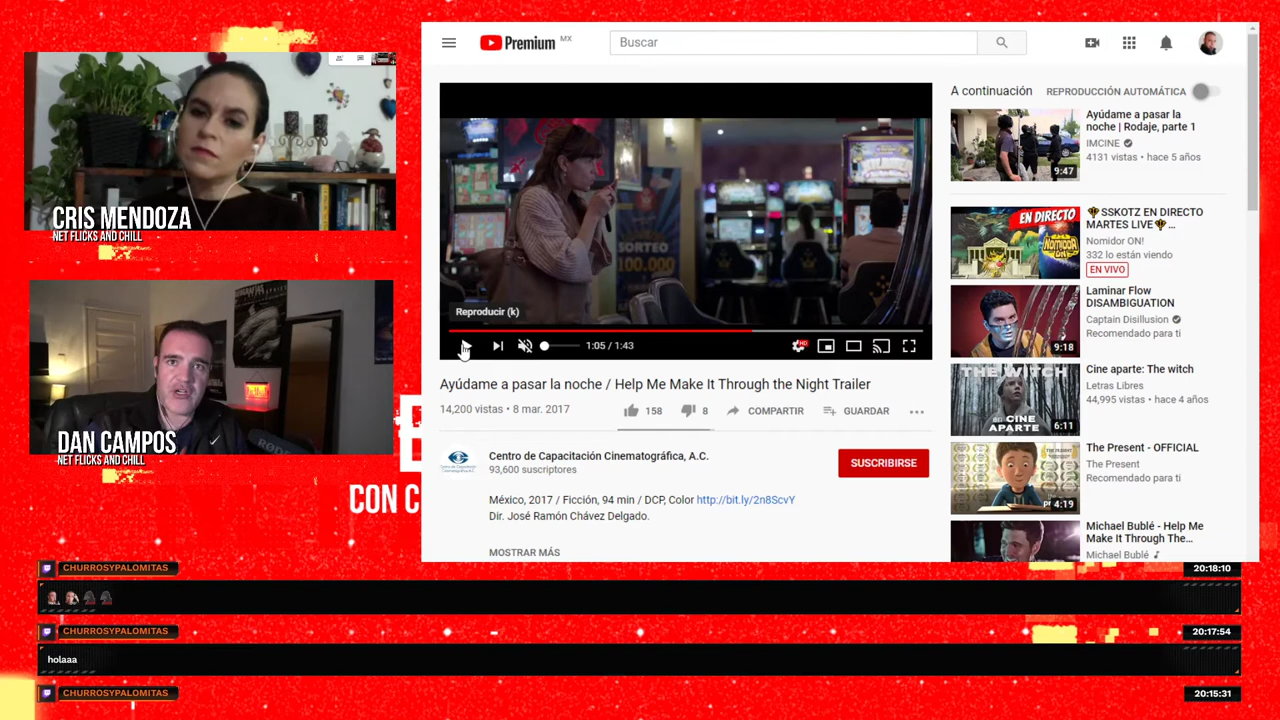 CRIS MENDOZA
NET FLICKS AND CHILL
DAN CAMPOS
NET FLICKS AND CHILL
CON C
Premium MX
Buscar
SORTEO
100.000
Reproducir (k)
1:05 / 1:43
HD
Ayúdame a pasar la noche / Help Me Make It Through the Night Trailer
14,200 vistas • 8 mar. 2017
158
8
COMPARTIR
GUARDAR
Centro de Capacitación Cinematográfica, A.C.
93,600 suscriptores
SUSCRIBIRSE
México, 2017 / Ficción, 94 min / DCP, Color http://bit.ly/2n8ScvY
Dir. José Ramón Chávez Delgado.
MOSTRAR MÁS
A continuación
REPRODUCCIÓN AUTOMÁTICA
9:47
Ayúdame a pasar la
noche | Rodaje, parte 1
IMCINE
4131 vistas • hace 5 años
EN DIRECTO
NOMIDOR
SSKOTZ EN DIRECTO
MARTES LIVE ...
Nomidor ON!
332 lo están viendo
EN VIVO
9:18
Laminar Flow
DISAMBIGUATION
Captain Disillusion
Recomendado para ti
THE WITCH
EN CINE
APARTE
6:11
Cine aparte: The witch
Letras Libres
44,995 vistas • hace 4 años
4:19
The Present - OFFICIAL
The Present
Recomendado para ti
Michael Bublé - Help Me
Make It Through The...
Michael Bublé
CHURROSYPALOMITAS
20:18:10
CHURROSYPALOMITAS
20:17:54
holaaa
CHURROSYPALOMITAS
20:15:31